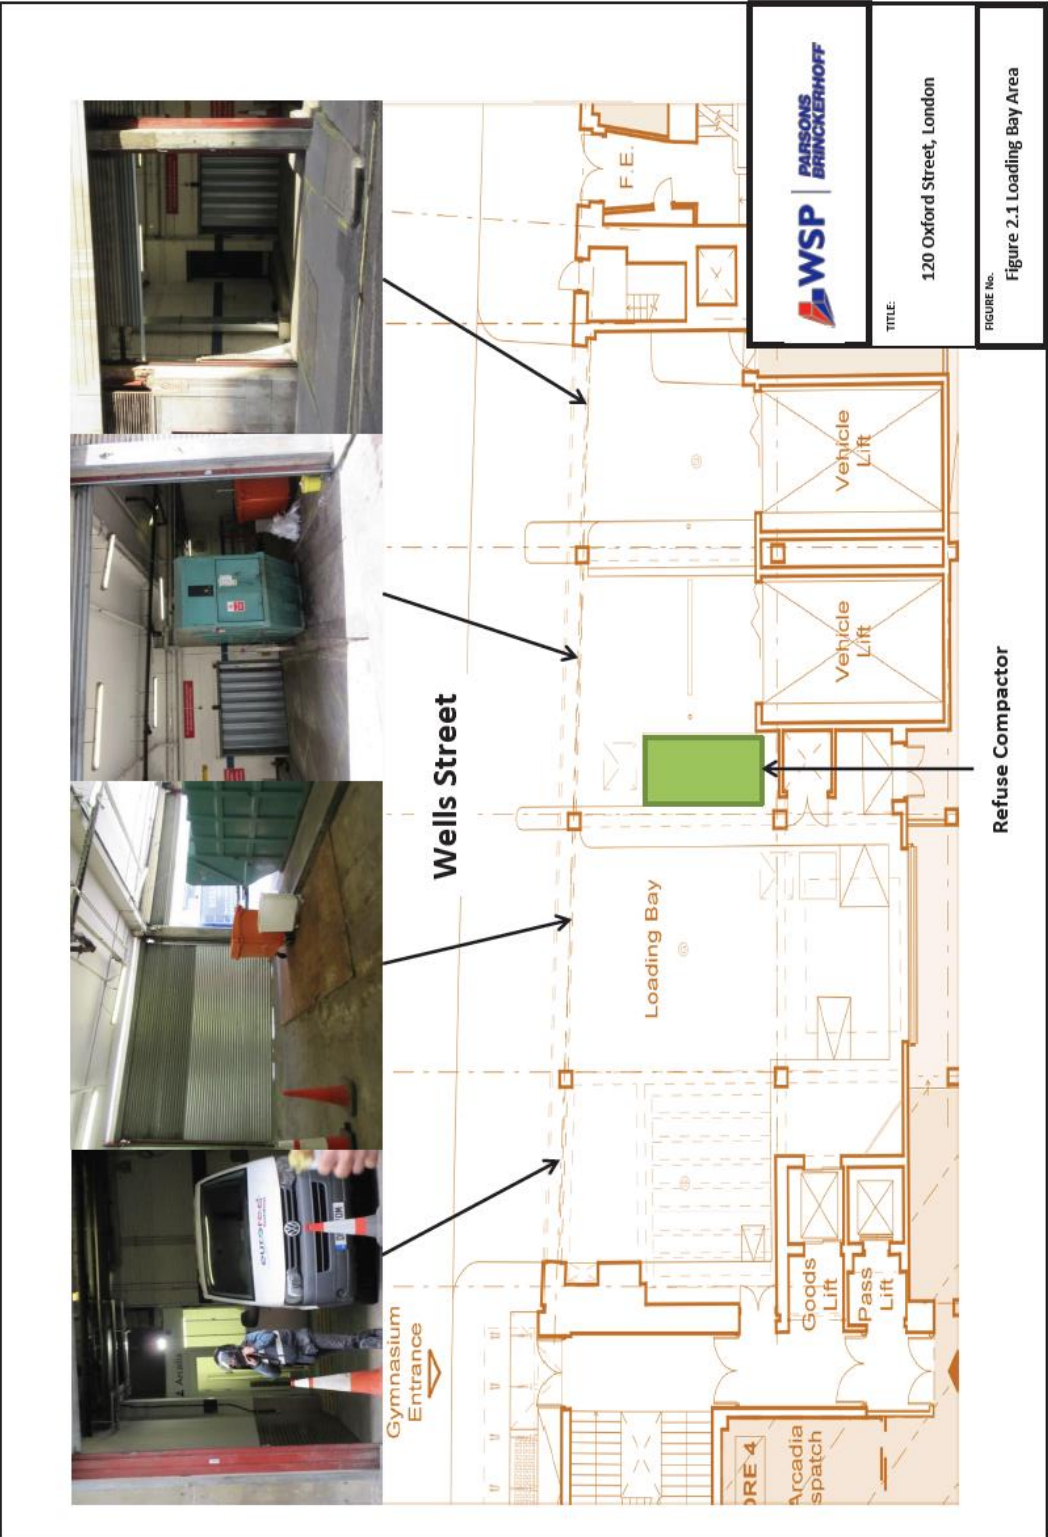 Wells Street
Gymnasium
Entrance
Loading Bay
F.E.
Vehicle
Lift
Vehicle
Lift
Goods
Lift
Pass
Lift
ORE 4
Arcadia
spatch
Refuse Compactor
WSP
PARSONS
BRINCKERHOFF
TITLE:
120 Oxford Street, London
FIGURE No.
Figure 2.1 Loading Bay Area